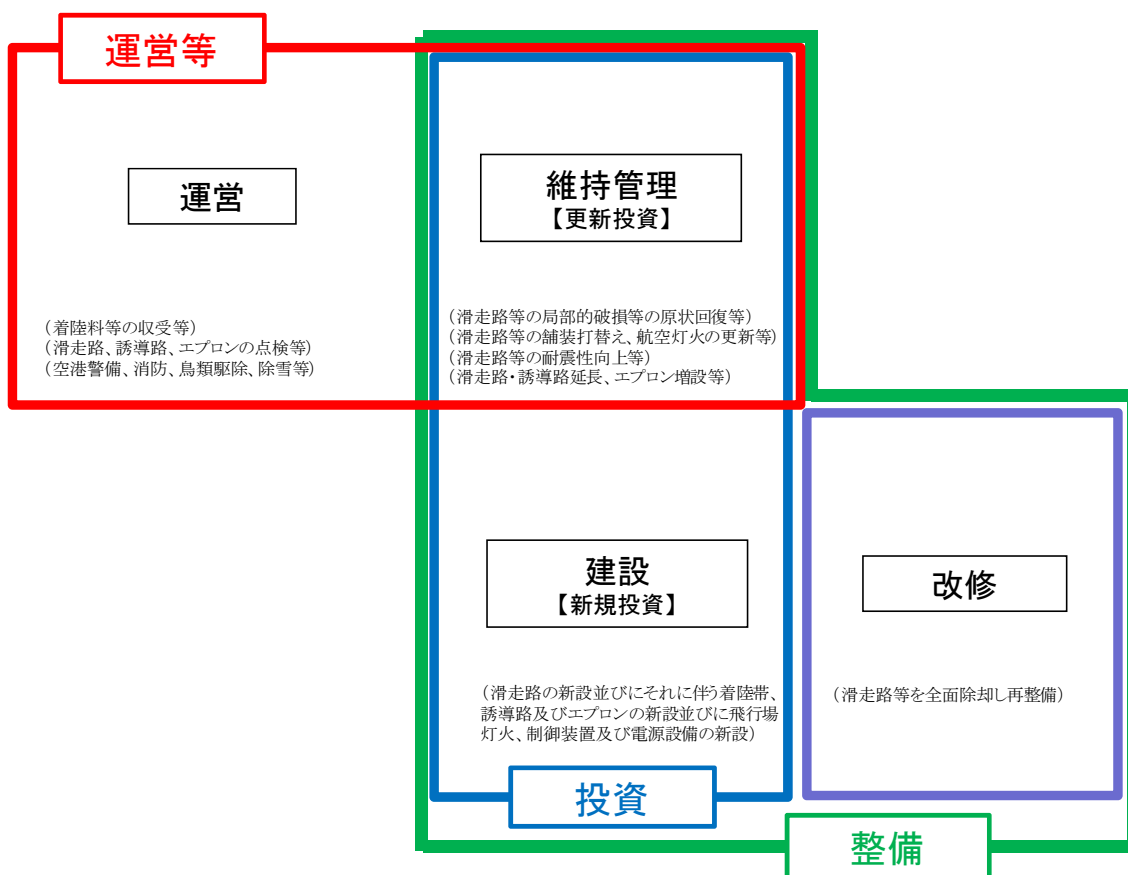 運営等
運営
維持管理
【更新投資】
（着陸料等の収受等）
（滑走路、誘導路、エプロンの点検等）
（空港警備、消防、鳥類駆除、除雪等）
（滑走路等の局部的破損等の原状回復等）
（滑走路等の舗装打替え、航空灯火の更新等）
（滑走路等の耐震性向上等）
（滑走路・誘導路延長、エプロン増設等）
建設
【新規投資】
改修
（滑走路の新設並びにそれに伴う着陸帯、
誘導路及びエプロンの新設並びに飛行場
灯火、制御装置及び電源設備の新設）
（滑走路等を全面除却し再整備）
投資
整備